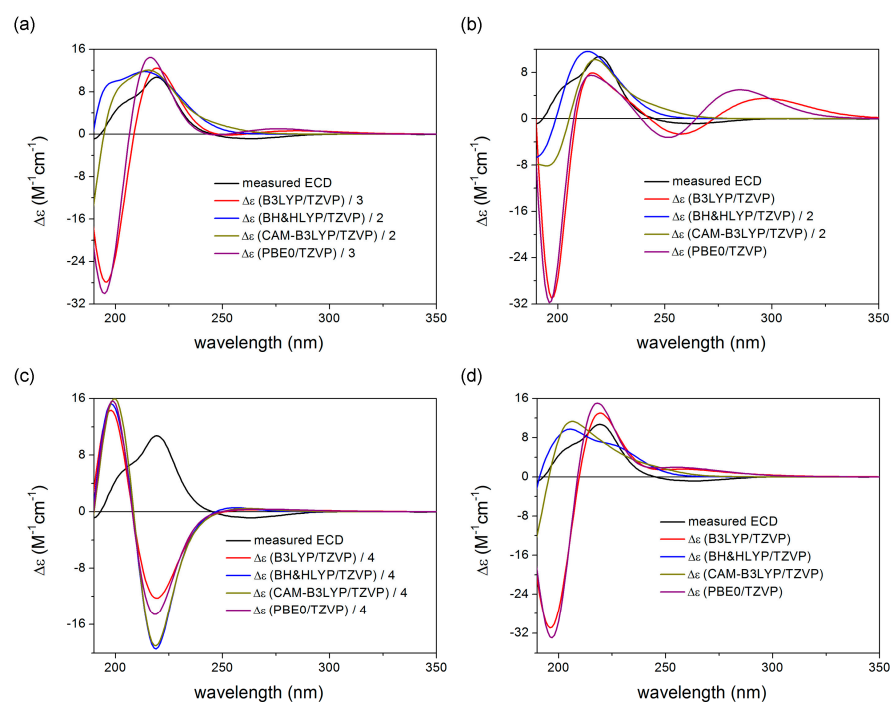 (a)
16
8
0
-8
-16
-24
-32
Δε (M⁻¹cm⁻¹)
measured ECD
Δε (B3LYP/TZVP) / 3
Δε (BH&HLYP/TZVP) / 2
Δε (CAM-B3LYP/TZVP) / 2
Δε (PBE0/TZVP) / 3
200 250 300 350
wavelength (nm)
(b)
8
0
-8
-16
-24
-32
Δε (M⁻¹cm⁻¹)
measured ECD
Δε (B3LYP/TZVP)
Δε (BH&HLYP/TZVP) / 2
Δε (CAM-B3LYP/TZVP) / 2
Δε (PBE0/TZVP)
200 250 300 350
wavelength (nm)
(c)
16
8
0
-8
-16
Δε (M⁻¹cm⁻¹)
measured ECD
Δε (B3LYP/TZVP) / 4
Δε (BH&HLYP/TZVP) / 4
Δε (CAM-B3LYP/TZVP) / 4
Δε (PBE0/TZVP) / 4
200 250 300 350
wavelength (nm)
(d)
16
8
0
-8
-16
-24
-32
Δε (M⁻¹cm⁻¹)
measured ECD
Δε (B3LYP/TZVP)
Δε (BH&HLYP/TZVP)
Δε (CAM-B3LYP/TZVP)
Δε (PBE0/TZVP)
200 250 300 350
wavelength (nm)